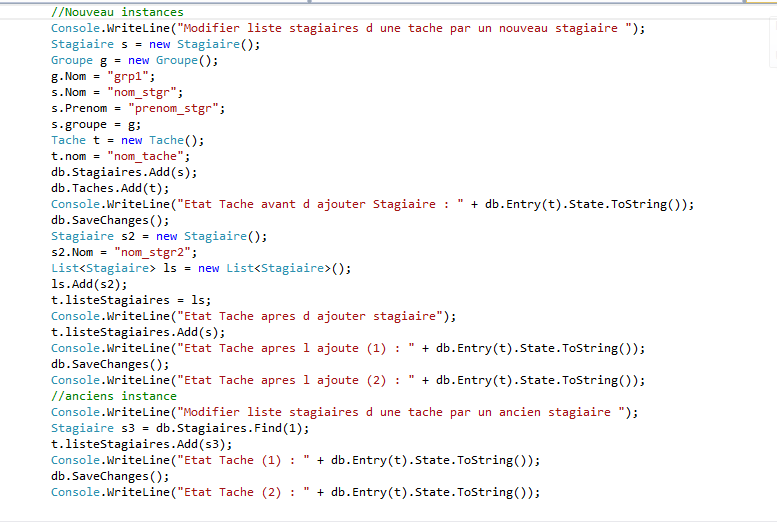 //Nouveau instances
Console.WriteLine("Modifier liste stagiaires d une tache par un nouveau stagiaire ");
Stagiaire s = new Stagiaire();
Groupe g = new Groupe();
g.Nom = "grp1";
s.Nom = "nom_stgr";
s.Prenom = "prenom_stgr";
s.groupe = g;
Tache t = new Tache();
t.nom = "nom_tache";
db.Stagiaires.Add(s);
db.Taches.Add(t);
Console.WriteLine("Etat Tache avant d ajouter Stagiaire : " + db.Entry(t).State.ToString());
db.SaveChanges();
Stagiaire s2 = new Stagiaire();
s2.Nom = "nom_stgr2";
List<Stagiaire> ls = new List<Stagiaire>();
ls.Add(s2);
t.listeStagiaires = ls;
Console.WriteLine("Etat Tache apres d ajouter stagiaire");
t.listeStagiaires.Add(s);
Console.WriteLine("Etat Tache apres l ajoute (1) : " + db.Entry(t).State.ToString());
db.SaveChanges();
Console.WriteLine("Etat Tache apres l ajoute (2) : " + db.Entry(t).State.ToString());
//anciens instance
Console.WriteLine("Modifier liste stagiaires d une tache par un ancien stagiaire ");
Stagiaire s3 = db.Stagiaires.Find(1);
t.listeStagiaires.Add(s3);
Console.WriteLine("Etat Tache (1) : " + db.Entry(t).State.ToString());
db.SaveChanges();
Console.WriteLine("Etat Tache (2) : " + db.Entry(t).State.ToString());